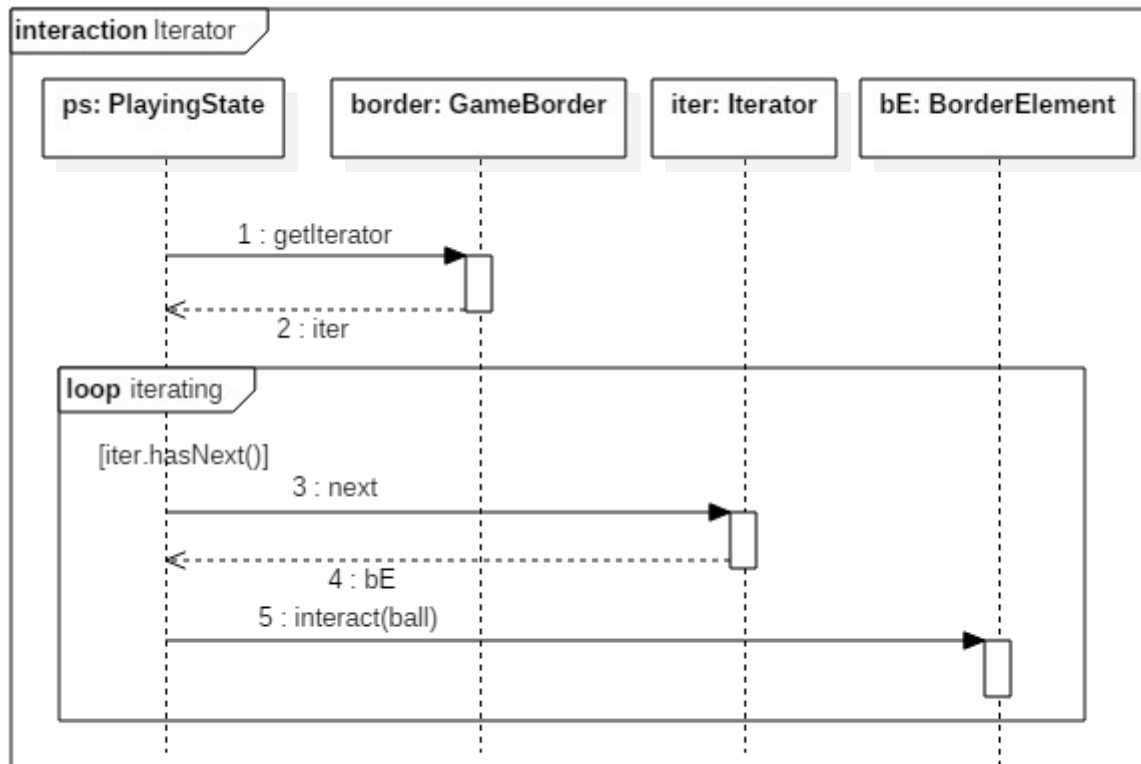 interaction Iterator
ps: PlayingState
border: GameBorder
iter: Iterator
bE: BorderElement
1 : getIterator
2 : iter
loop iterating
[iter.hasNext()]
3 : next
4 : bE
5 : interact(ball)